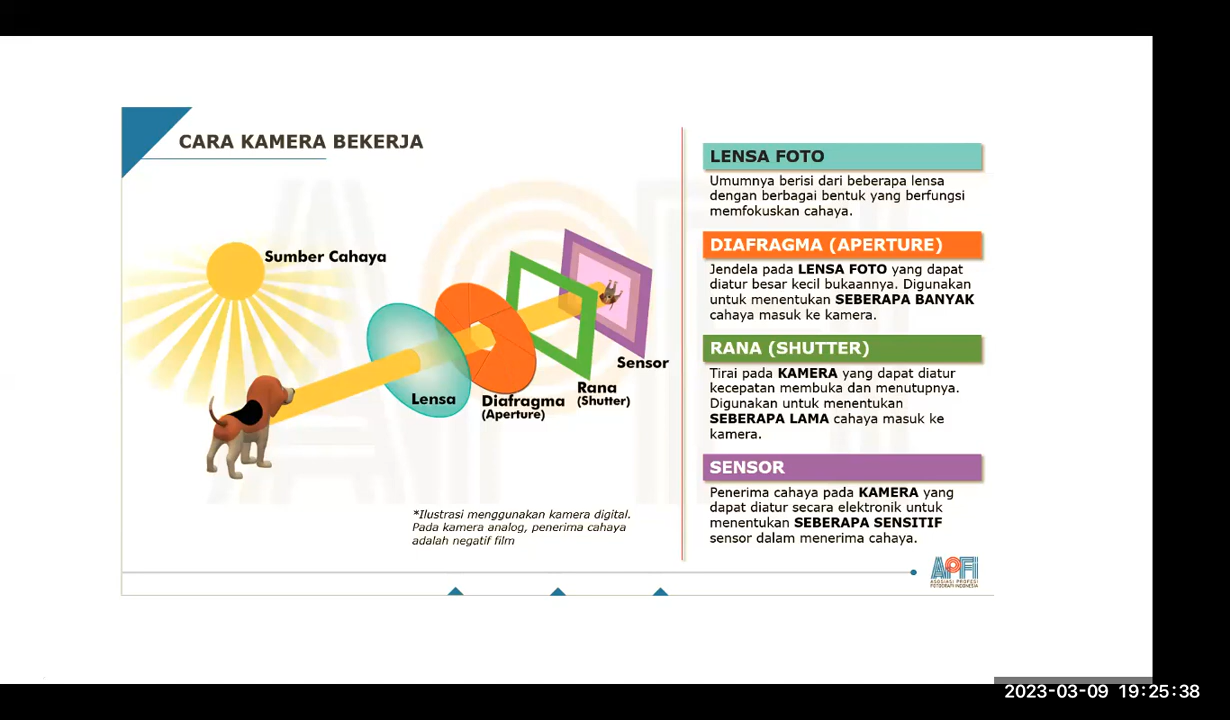 CARA KAMERA BEKERJA
Sumber Cahaya
Lensa
Diafragma
(Aperture)
Rana
(Shutter)
Sensor
*Ilustrasi menggunakan kamera digital.
Pada kamera analog, penerima cahaya
adalah negatif film
LENSA FOTO
Umumnya berisi dari beberapa lensa
dengan berbagai bentuk yang berfungsi
memfokuskan cahaya.
DIAFRAGMA (APERTURE)
Jendela pada LENSA FOTO yang dapat
diatur besar kecil bukaannya. Digunakan
untuk menentukan SEBERAPA BANYAK
cahaya masuk ke kamera.
RANA (SHUTTER)
Tirai pada KAMERA yang dapat diatur
kecepatan membuka dan menutupnya.
Digunakan untuk menentukan
SEBERAPA LAMA cahaya masuk ke
kamera.
SENSOR
Penerima cahaya pada KAMERA yang
dapat diatur secara elektronik untuk
menentukan SEBERAPA SENSITIF
sensor dalam menerima cahaya.
APFI
ASOSIASI PROFESI
FOTOGRAFI INDONESIA
2023-03-09 19:25:38